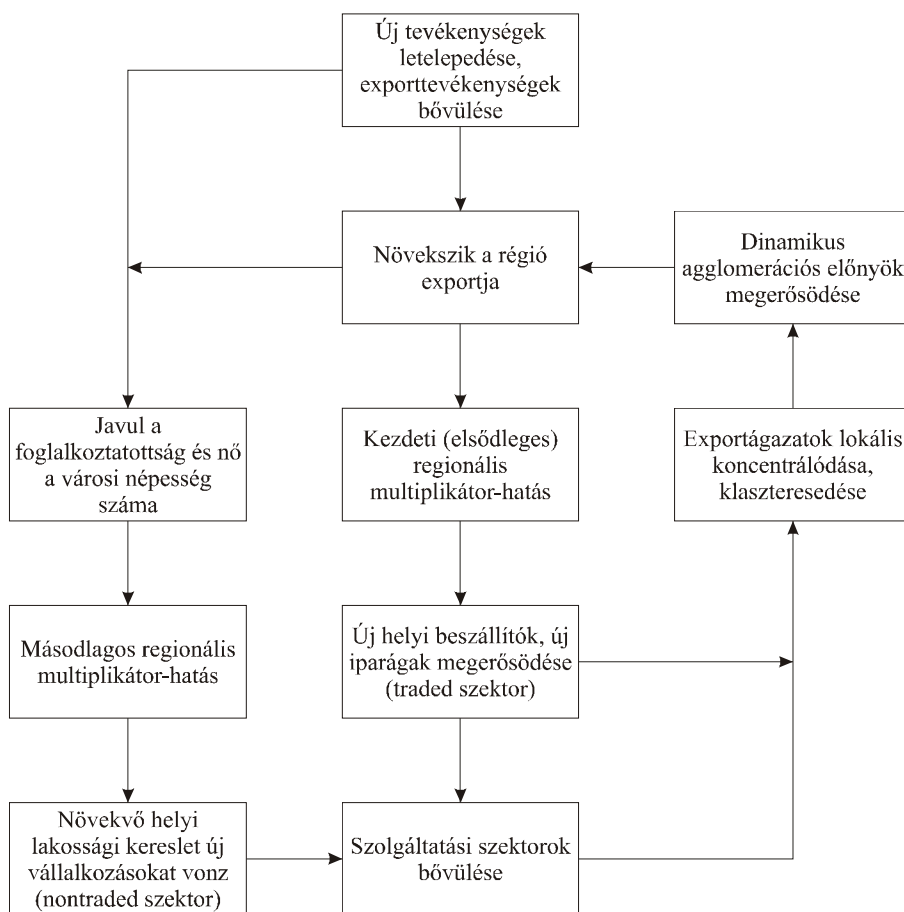 Új tevékenységek
letelepedése,
exporttevékenységek
bővülése
Növekszik a régió
exportja
Dinamikus
agglomerációs előnyök
megerősödése
Javul a
foglalkoztatottság és nő
a városi népesség
száma
Kezdeti (elsődleges)
regionális
multiplikátor-hatás
Exportágazatok lokális
koncentrálódása,
klaszteresedése
Másodlagos regionális
multiplikátor-hatás
Új helyi beszállítók, új
iparágak megerősödése
(traded szektor)
Növekvő helyi
lakossági kereslet új
vállalkozásokat vonz
(nontraded szektor)
Szolgáltatási szektorok
bővülése